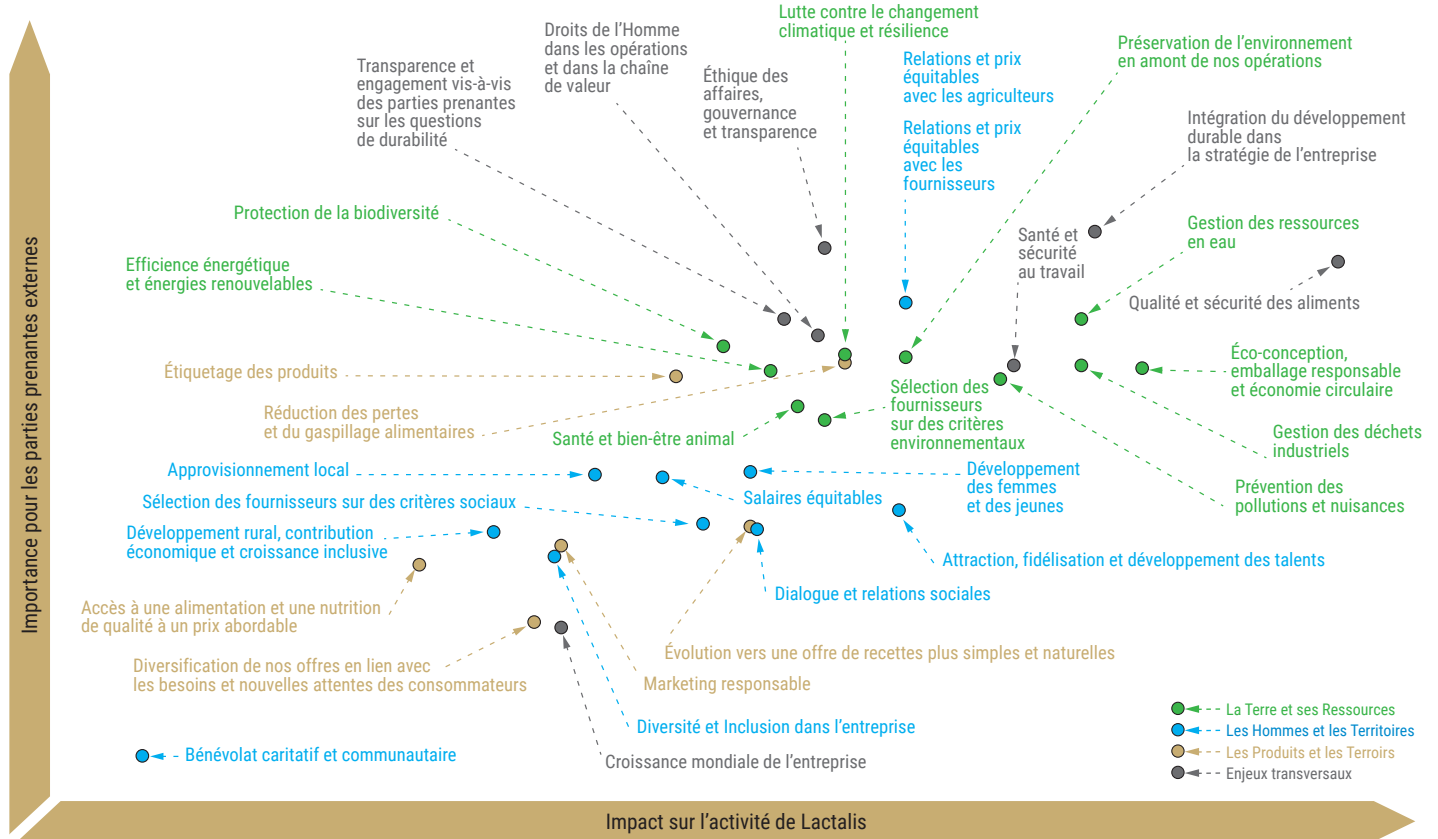 Importance pour les parties prenantes externes
Lutte contre le changement
climatique et résilience
Droits de l’Homme
dans les opérations
et dans la chaîne
de valeur
Transparence et
engagement vis-à-vis
des parties prenantes
sur les questions
de durabilité
Éthique des
affaires,
gouvernance
et transparence
Relations et prix
équitables
avec les agriculteurs
Relations et prix
équitables
avec les
fournisseurs
Préservation de l’environnement
en amont de nos opérations
Intégration du développement
durable dans
la stratégie de l’entreprise
Protection de la biodiversité
Gestion des ressources
en eau
Santé et
sécurité
au travail
Efficience énergétique
et énergies renouvelables
Qualité et sécurité des aliments
Étiquetage des produits
Éco-conception,
emballage responsable
et économie circulaire
Réduction des pertes
et du gaspillage alimentaires
Sélection des
fournisseurs
sur des critères
environnementaux
Santé et bien-être animal
Gestion des déchets
industriels
Approvisionnement local
Développement
des femmes
et des jeunes
Salaires équitables
Prévention des
pollutions et nuisances
Sélection des fournisseurs sur des critères sociaux
Développement rural, contribution
économique et croissance inclusive
Attraction, fidélisation et développement des talents
Dialogue et relations sociales
Accès à une alimentation et une nutrition
de qualité à un prix abordable
Évolution vers une offre de recettes plus simples et naturelles
Diversification de nos offres en lien avec
les besoins et nouvelles attentes des consommateurs
Marketing responsable
Diversité et Inclusion dans l’entreprise
Bénévolat caritatif et communautaire
Croissance mondiale de l’entreprise
La Terre et ses Ressources
Les Hommes et les Territoires
Les Produits et les Terroirs
Enjeux transversaux
Impact sur l’activité de Lactalis